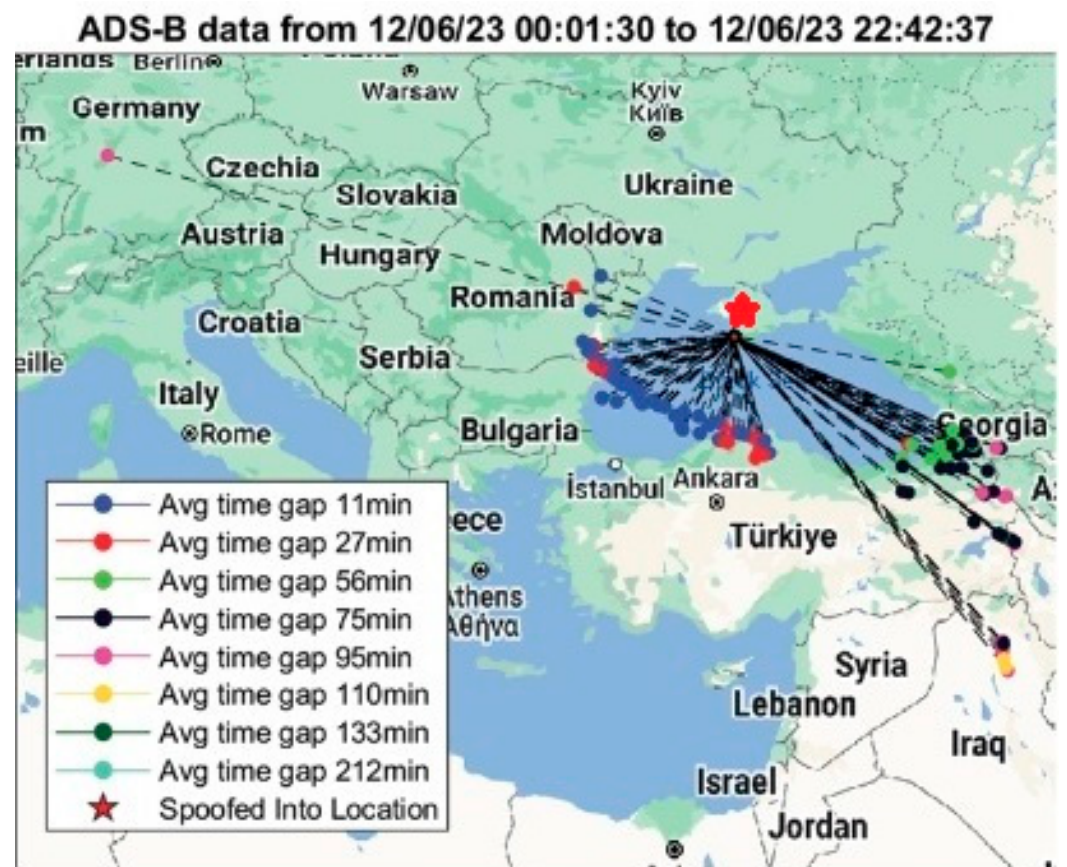 ADS-B data from 12/06/23 00:01:30 to 12/06/23 22:42:37
erlands Berlin
Warsaw
Kyiv
Київ
Germany
m
Czechia
Slovakia
Ukraine
Austria
Hungary
Moldova
Romania
Croatia
eille
Serbia
Italy
Rome
Bulgaria
Georgia
İstanbul
Ankara
A
Türkiye
ece
Athens
Αθήνα
Syria
Lebanon
Iraq
Israel
Jordan
Avg time gap 11min
Avg time gap 27min
Avg time gap 56min
Avg time gap 75min
Avg time gap 95min
Avg time gap 110min
Avg time gap 133min
Avg time gap 212min
Spoofed Into Location